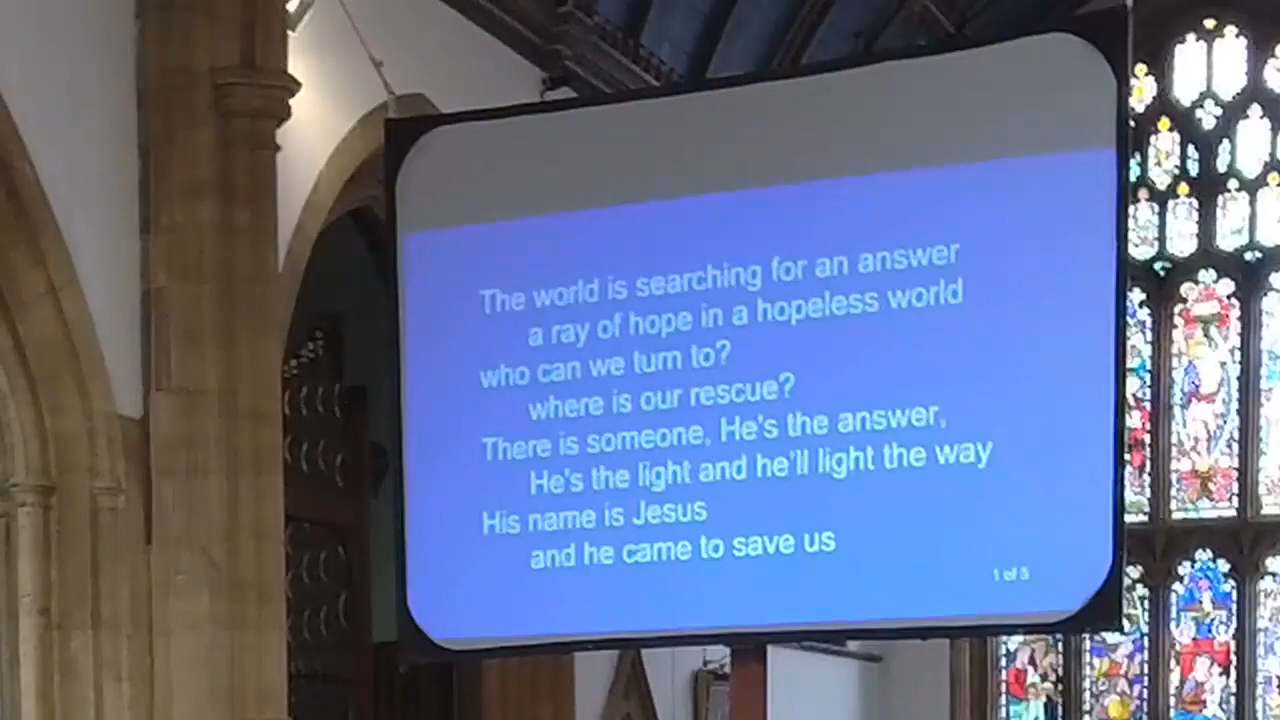 The world is searching for an answer
a ray of hope in a hopeless world
who can we turn to?
where is our rescue?
There is someone, He's the answer,
He's the light and he'll light the way
His name is Jesus
and he came to save us
1 of 5